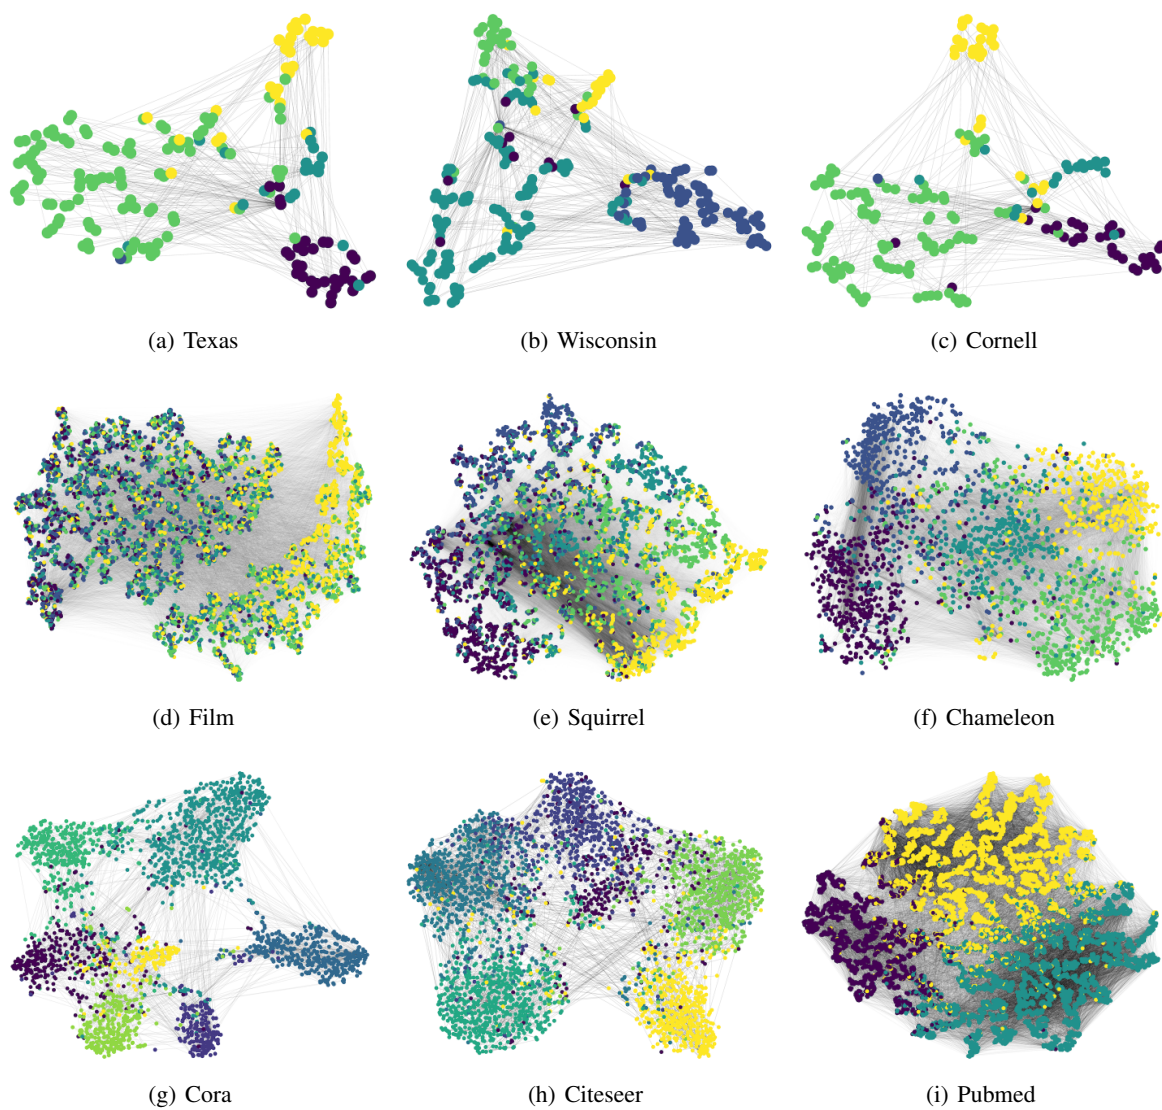 (a) Texas
(b) Wisconsin
(c) Cornell
(d) Film
(e) Squirrel
(f) Chameleon
(g) Cora
(h) Citeseer
(i) Pubmed